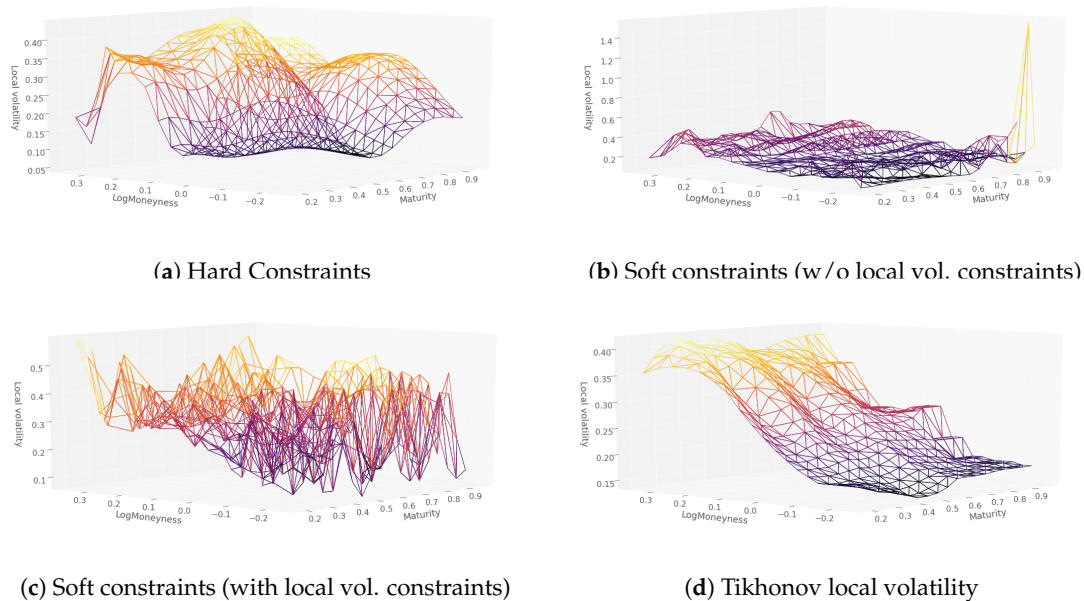 0.40
0.35
0.30
0.25
0.20
0.15
0.10
0.05
Local volatility
0.3 0.2 0.1 0.0 −0.1 −0.2
LogMoneyness
0.2 0.3 0.4 0.5 0.6 0.7 0.8 0.9
Maturity
(a) Hard Constraints
1.4
1.2
1.0
0.8
0.6
0.4
0.2
Local volatility
0.3 0.2 0.1 0.0 −0.1 −0.2
LogMoneyness
0.2 0.3 0.4 0.5 0.6 0.7 0.8 0.9
Maturity
(b) Soft constraints (w/o local vol. constraints)
0.5
0.4
0.3
0.2
0.1
Local volatility
0.3 0.2 0.1 0.0 −0.1 −0.2
LogMoneyness
0.2 0.3 0.4 0.5 0.6 0.7 0.8 0.9
Maturity
(c) Soft constraints (with local vol. constraints)
0.40
0.35
0.30
0.25
0.20
0.15
Local volatility
0.3 0.2 0.1 0.0 −0.1 −0.2
LogMoneyness
0.2 0.3 0.4 0.5 0.6 0.7 0.8 0.9
Maturity
(d) Tikhonov local volatility